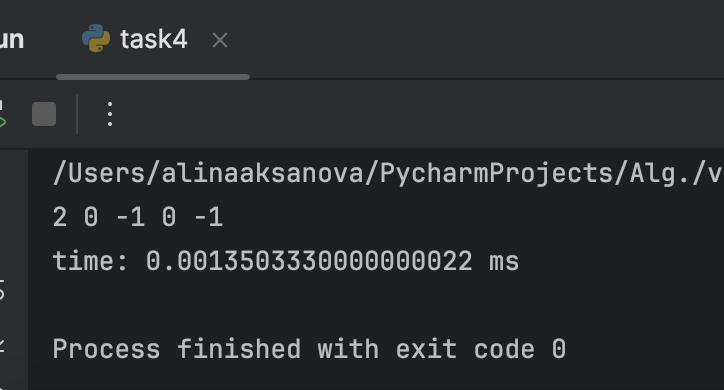 un
task4
/Users/alinaaksanova/PycharmProjects/Alg./v
2 0 -1 0 -1
time: 0.0013503330000000022 ms
Process finished with exit code 0